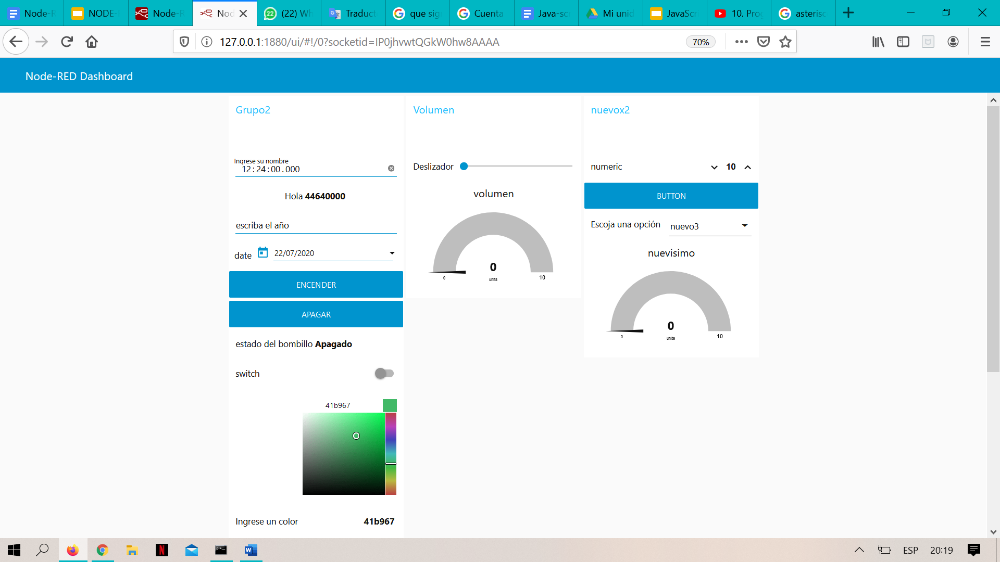 Node-R
NODE-
Node-R
Nod
(22) Wh
Traduct
que sig
Cuenta
Java-sc
Mi unid
JavaScr
10. Pro
asterisc
127.0.0.1:1880/ui/#!/0?socketid=IP0jhvwtQGkW0hw8AAAA
70%
Node-RED Dashboard
Grupo2
Ingrese su nombre
12:24:00.000
Hola 44640000
escriba el año
date 22/07/2020
ENCENDER
APAGAR
estado del bombillo Apagado
switch
41b967
Ingrese un color 41b967
Volumen
Deslizador
volumen
0
units
0
10
nuevox2
numeric 10
BUTTON
Escoja una opción nuevo3
nuevisimo
0
units
0
10
ESP
20:19